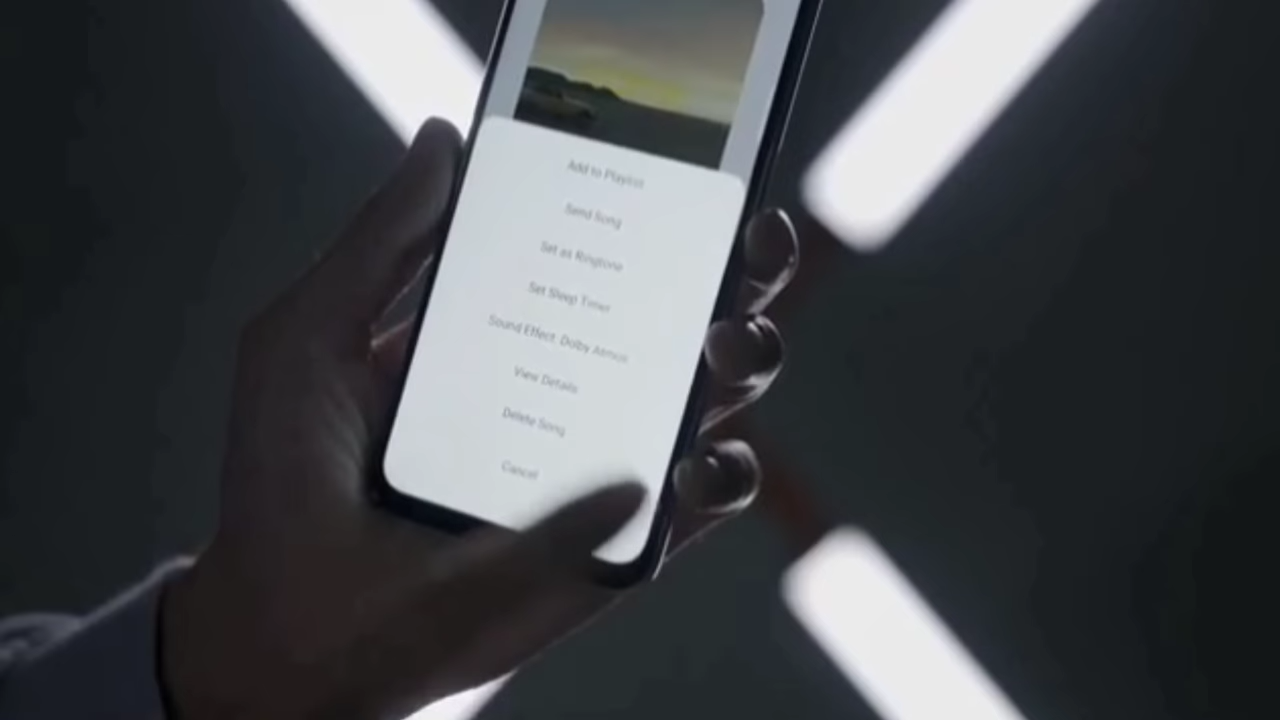 Add to Playlist
Send Song
Set as Ringtone
Set Sleep Timer
Sound Effect: Dolby Atmos
View Details
Delete Song
Cancel